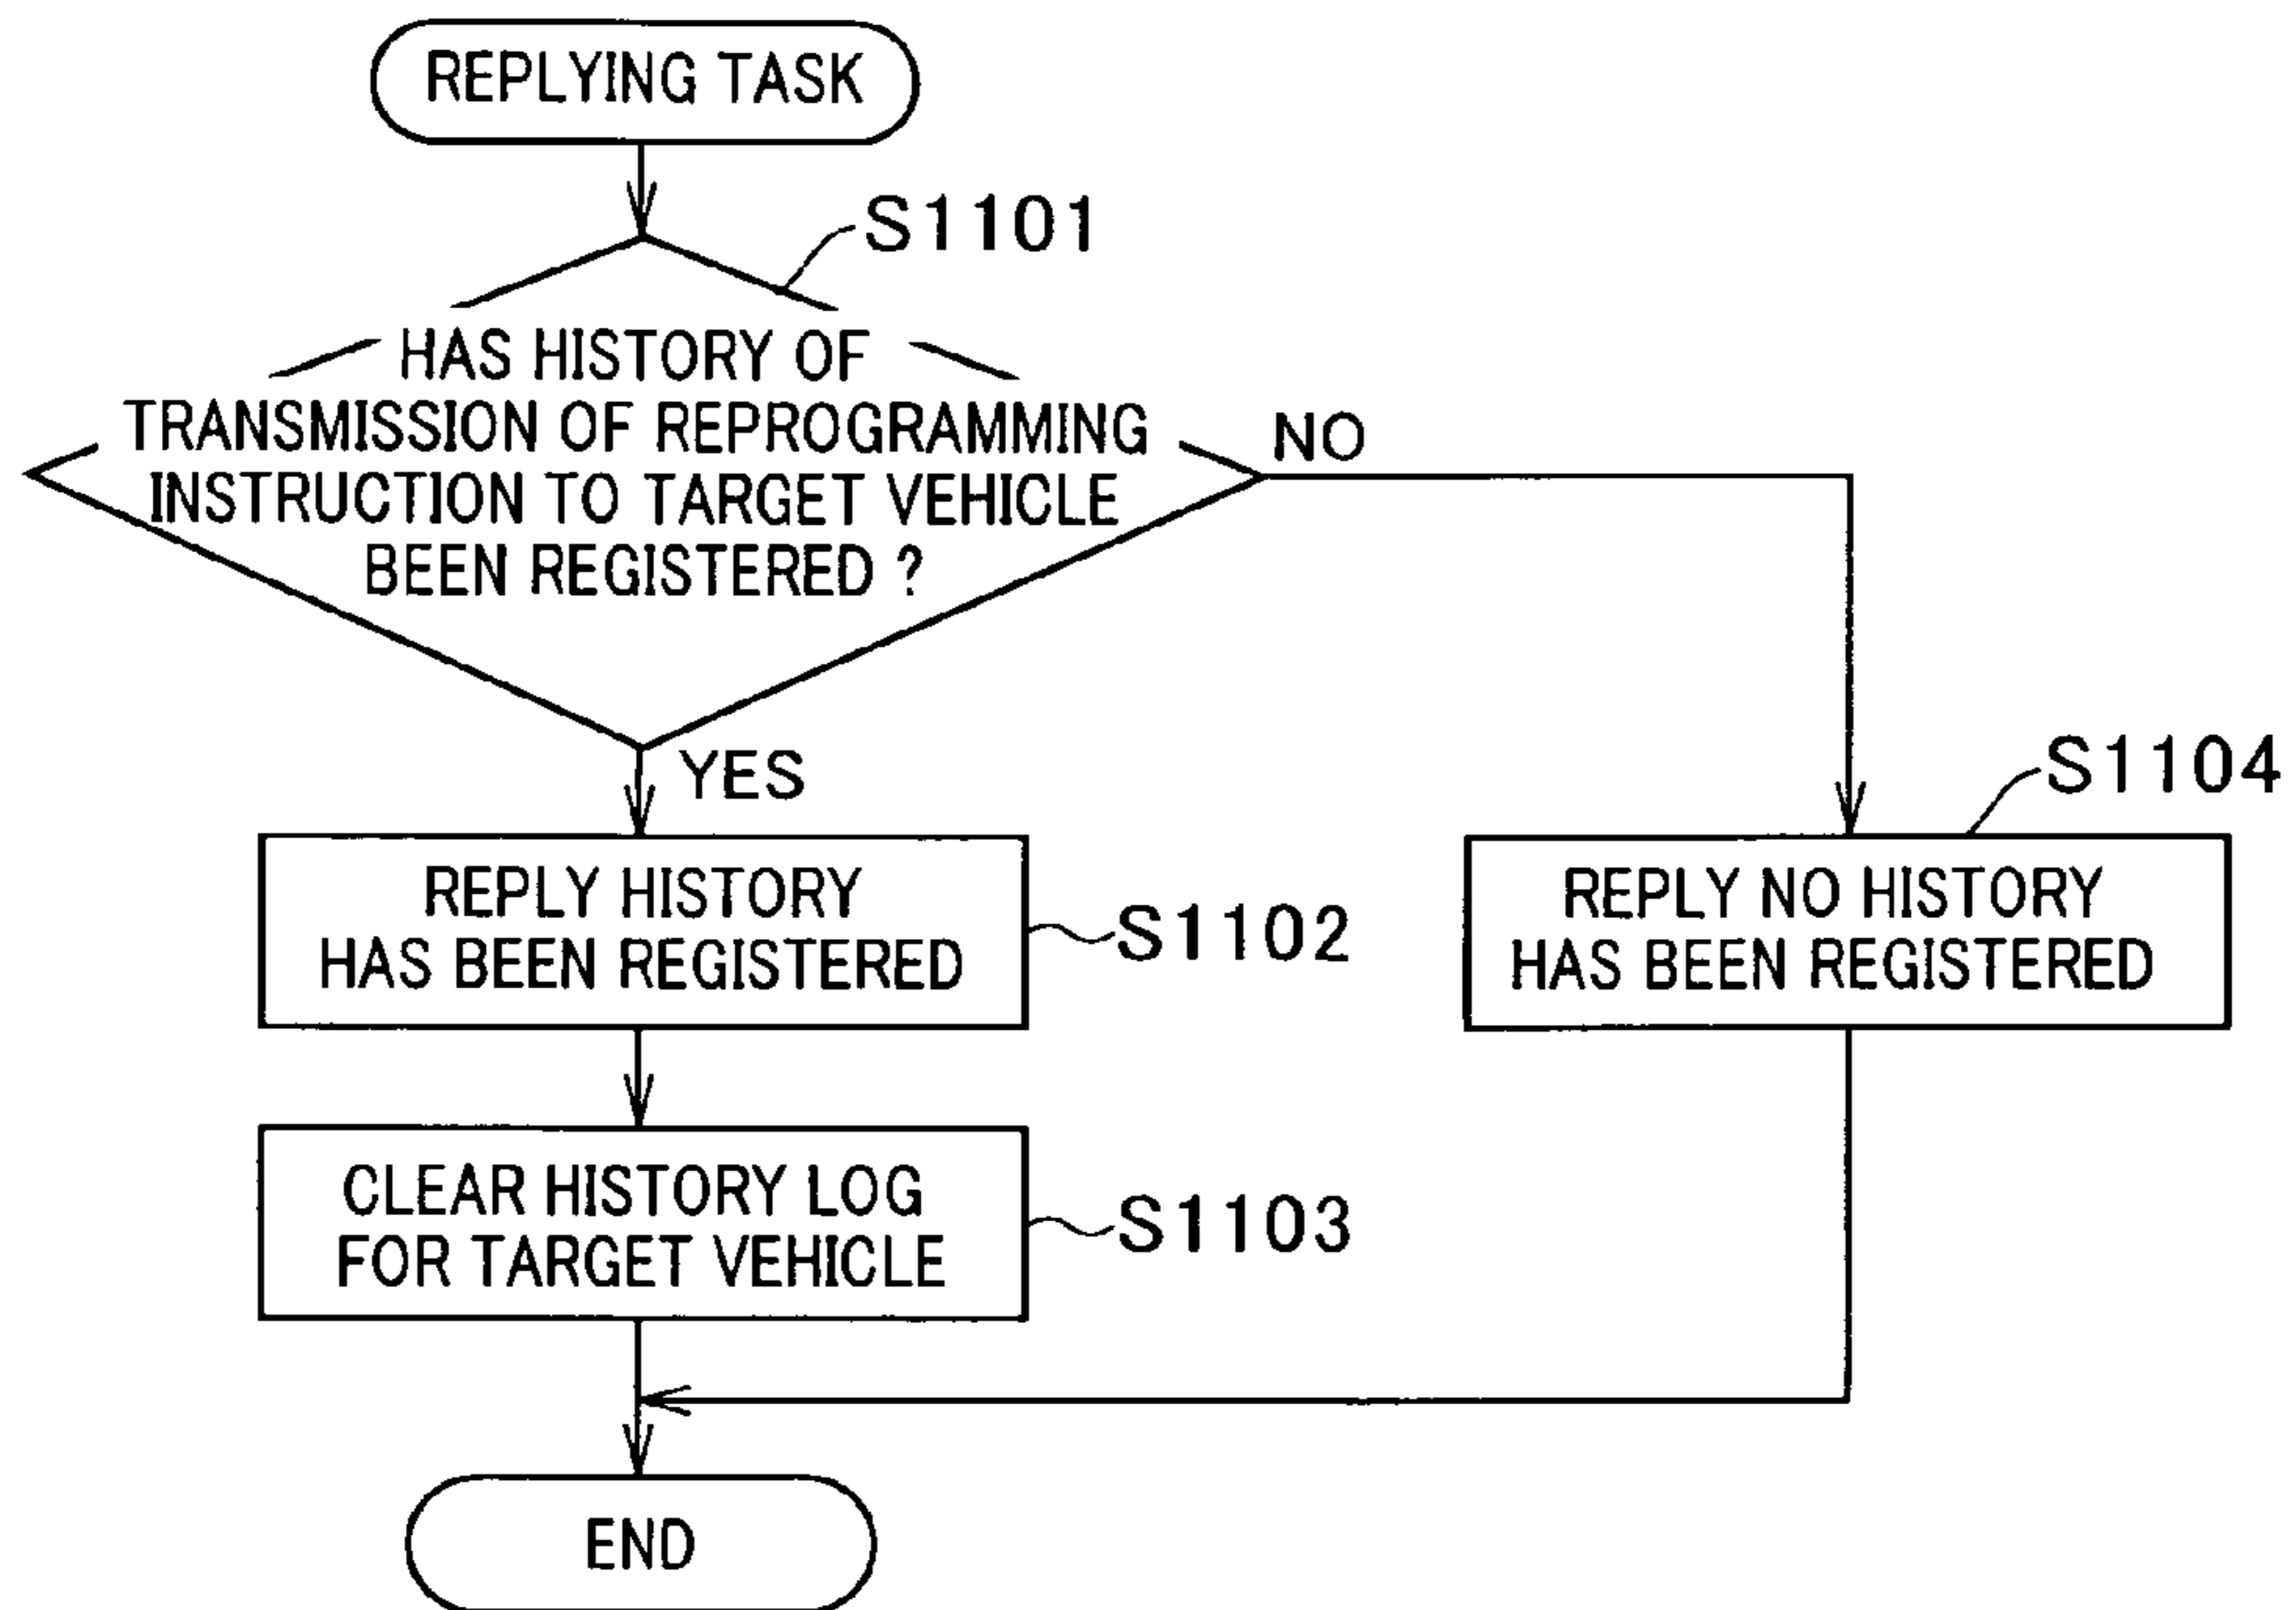 REPLYING TASK
S1101
HAS HISTORY OF
TRANSMISSION OF REPROGRAMMING
INSTRUCTION TO TARGET VEHICLE
BEEN REGISTERED ?
NO
YES
REPLY HISTORY
HAS BEEN REGISTERED
S1102
S1104
REPLY NO HISTORY
HAS BEEN REGISTERED
CLEAR HISTORY LOG
FOR TARGET VEHICLE
S1103
END